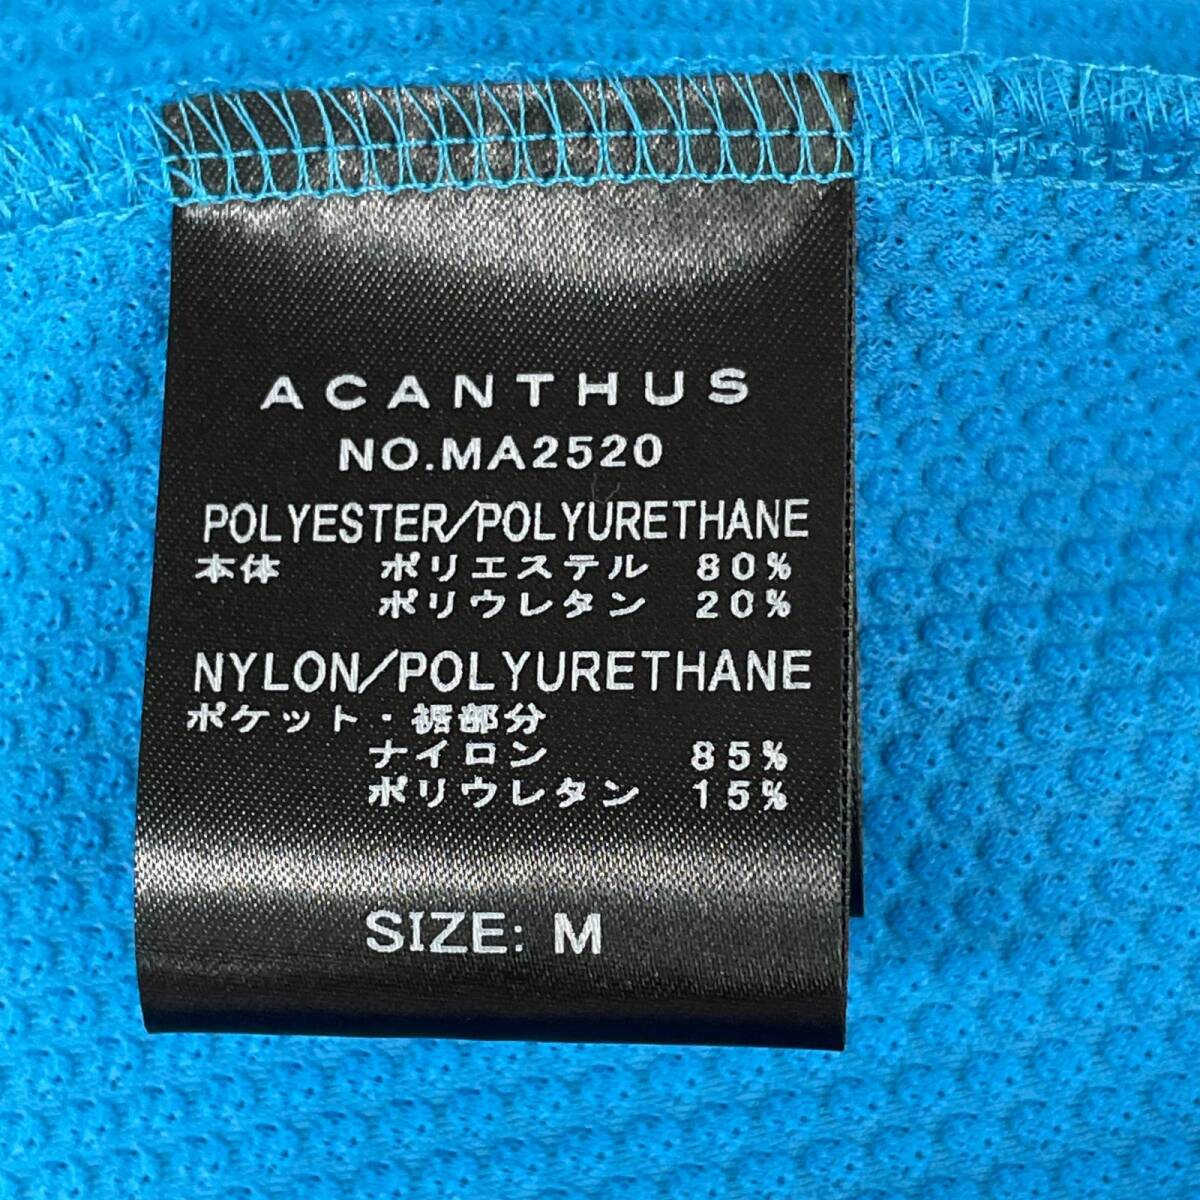 ACANTHUS
NO.MA2520
POLYESTER/POLYURETHANE
本体 ポリエステル 80%
ポリウレタン 20%
NYLON/POLYURETHANE
ポケット・裾部分
ナイロン 85%
ポリウレタン 15%
SIZE: M